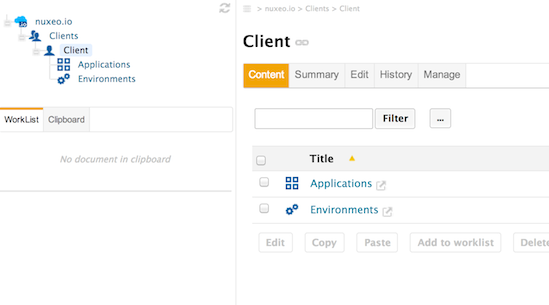 nuxeo.io
Clients
Client
Applications
Environments
WorkList Clipboard
No document in clipboard
> nuxeo.io > Clients > Client
Client
Content Summary Edit History Manage
Filter ...
Title
Applications
Environments
Edit Copy Paste Add to worklist Delete